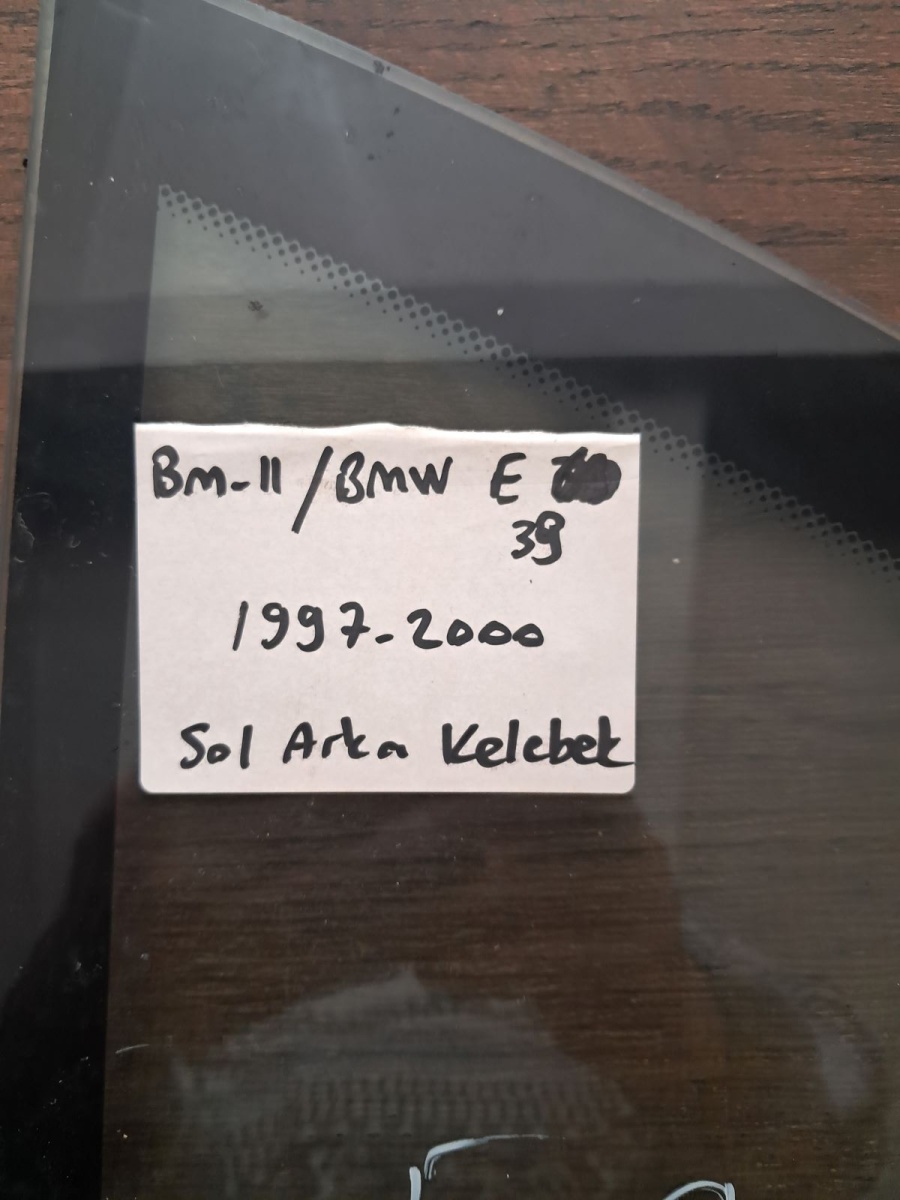 Bm-11 / BMW E
39
1997-2000
Sol Arka Kelebek